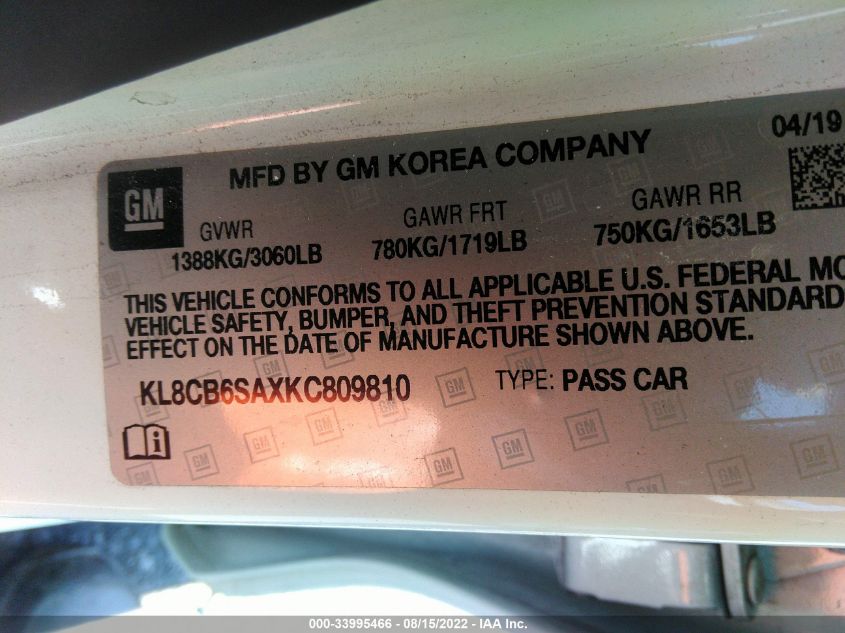 04/19
MFD BY GM KOREA COMPANY
GM
GVWR GAWR FRT GAWR RR
1388KG/3060LB 780KG/1719LB 750KG/1653LB
THIS VEHICLE CONFORMS TO ALL APPLICABLE U.S. FEDERAL MO
VEHICLE SAFETY, BUMPER, AND THEFT PREVENTION STANDARD
EFFECT ON THE DATE OF MANUFACTURE SHOWN ABOVE.
KL8CB6SAXKC809810 TYPE: PASS CAR
000-33995466 - 08/15/2022 - IAA Inc.